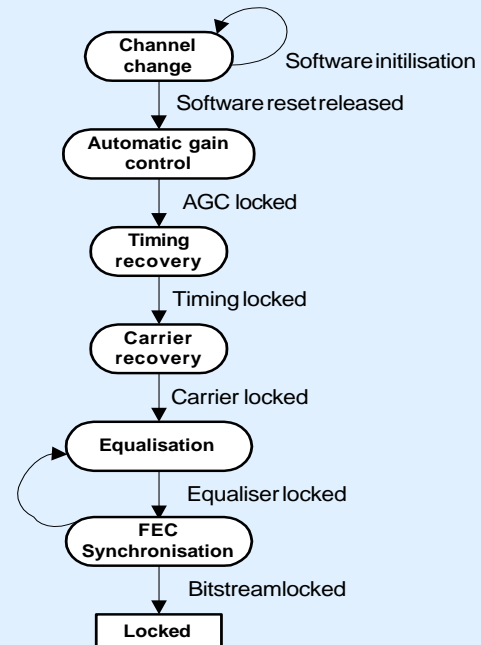 Channel
change
Software initilisation
Software reset released
Automatic gain
control
AGC locked
Timing
recovery
Timing locked
Carrier
recovery
Carrier locked
Equalisation
Equaliser locked
FEC
Synchronisation
Bitstreamlocked
Locked